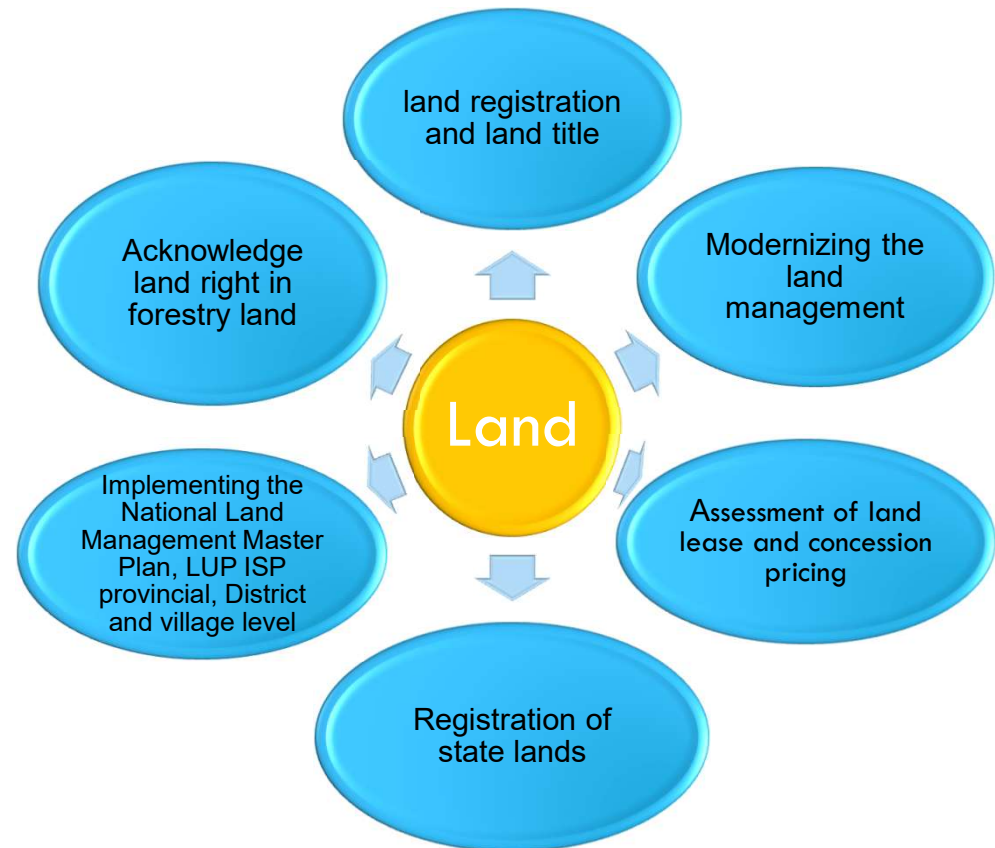 land registration
and land title
Modernizing the
land
management
Assessment of land
lease and concession
pricing
Registration of
state lands
Implementing the
National Land
Management Master
Plan, LUP ISP
provincial, District
and village level
Acknowledge
land right in
forestry land
Land